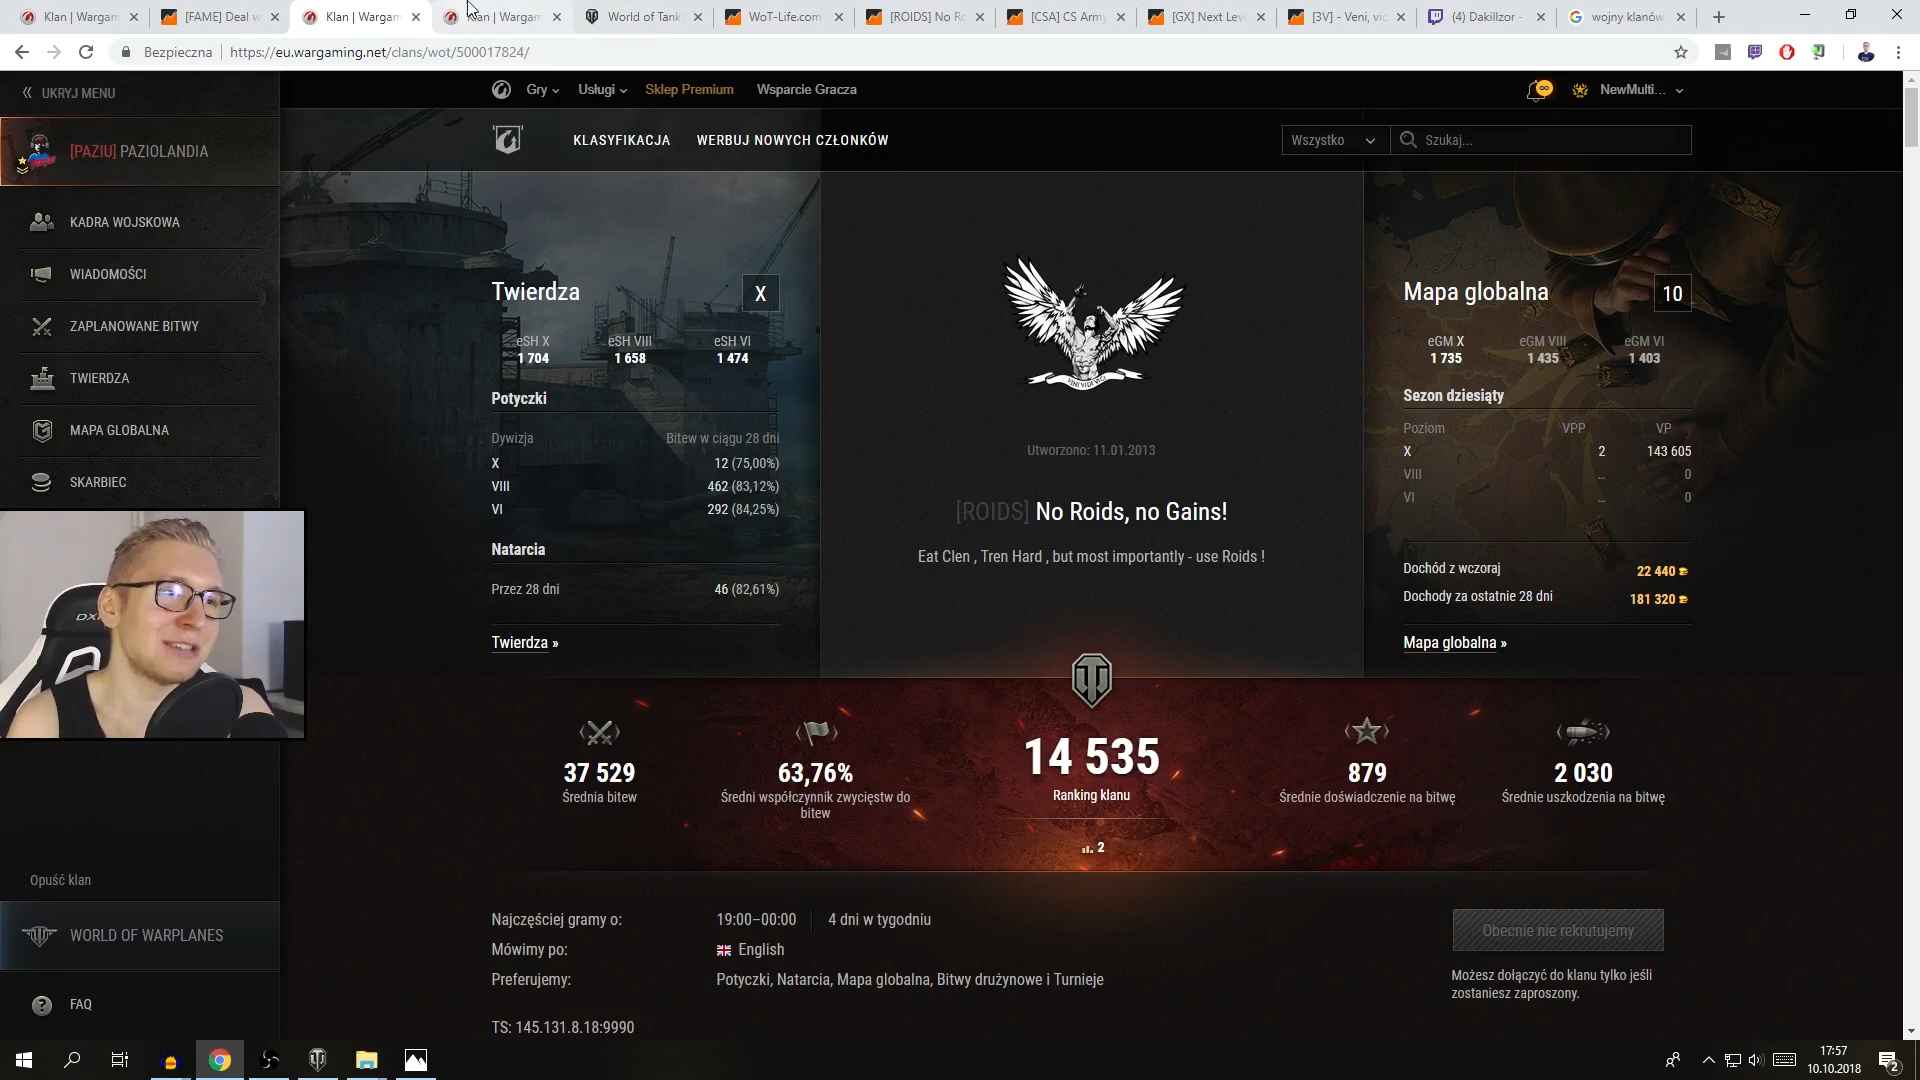 Klan | Wargam
[FAME] Deal w
Klan | Wargam
Klan | Wargam
World of Tank
WoT-Life.com
[ROIDS] No Ro
[CSA] CS Army
[GX] Next Leve
[3V] - Veni, vic
(4) Dakillzor -
wojny klanów
Bezpieczna
https://eu.wargaming.net/clans/wot/500017824/
UKRYJ MENU
Gry
Usługi
Sklep Premium
Wsparcie Gracza
NewMulti...
[PAZIU] PAZIOLANDIA
KLASYFIKACJA
WERBUJ NOWYCH CZŁONKÓW
Wszystko
Szukaj...
KADRA WOJSKOWA
WIADOMOŚCI
ZAPLANOWANE BITWY
TWIERDZA
MAPA GLOBALNA
SKARBIEC
Twierdza
X
eSH X
eSH VIII
eSH VI
1 704
1 658
1 474
Potyczki
Dywizja
Bitew w ciągu 28 dni
X
12 (75,00%)
VIII
462 (83,12%)
VI
292 (84,25%)
Natarcia
Przez 28 dni
46 (82,61%)
Twierdza »
VENI VIDI VICI
Utworzono: 11.01.2013
[ROIDS] No Roids, no Gains!
Eat Clen , Tren Hard , but most importantly - use Roids !
Mapa globalna
10
eGM X
eGM VIII
eGM VI
1 735
1 435
1 403
Sezon dziesiąty
Poziom
VPP
VP
X
2
143 605
VIII
...
0
VI
...
0
Dochód z wczoraj
22 440
Dochody za ostatnie 28 dni
181 320
Mapa globalna »
37 529
Średnia bitew
63,76%
Średni współczynnik zwycięstw do
bitew
14 535
Ranking klanu
2
879
Średnie doświadczenie na bitwę
2 030
Średnie uszkodzenia na bitwę
Opuść klan
WORLD OF WARPLANES
FAQ
Najczęściej gramy o:
19:00–00:00
4 dni w tygodniu
Mówimy po:
English
Preferujemy:
Potyczki, Natarcia, Mapa globalna, Bitwy drużynowe i Turnieje
TS: 145.131.8.18:9990
Obecnie nie rekrutujemy
Możesz dołączyć do klanu tylko jeśli
zostaniesz zaproszony.
17:57
10.10.2018
2